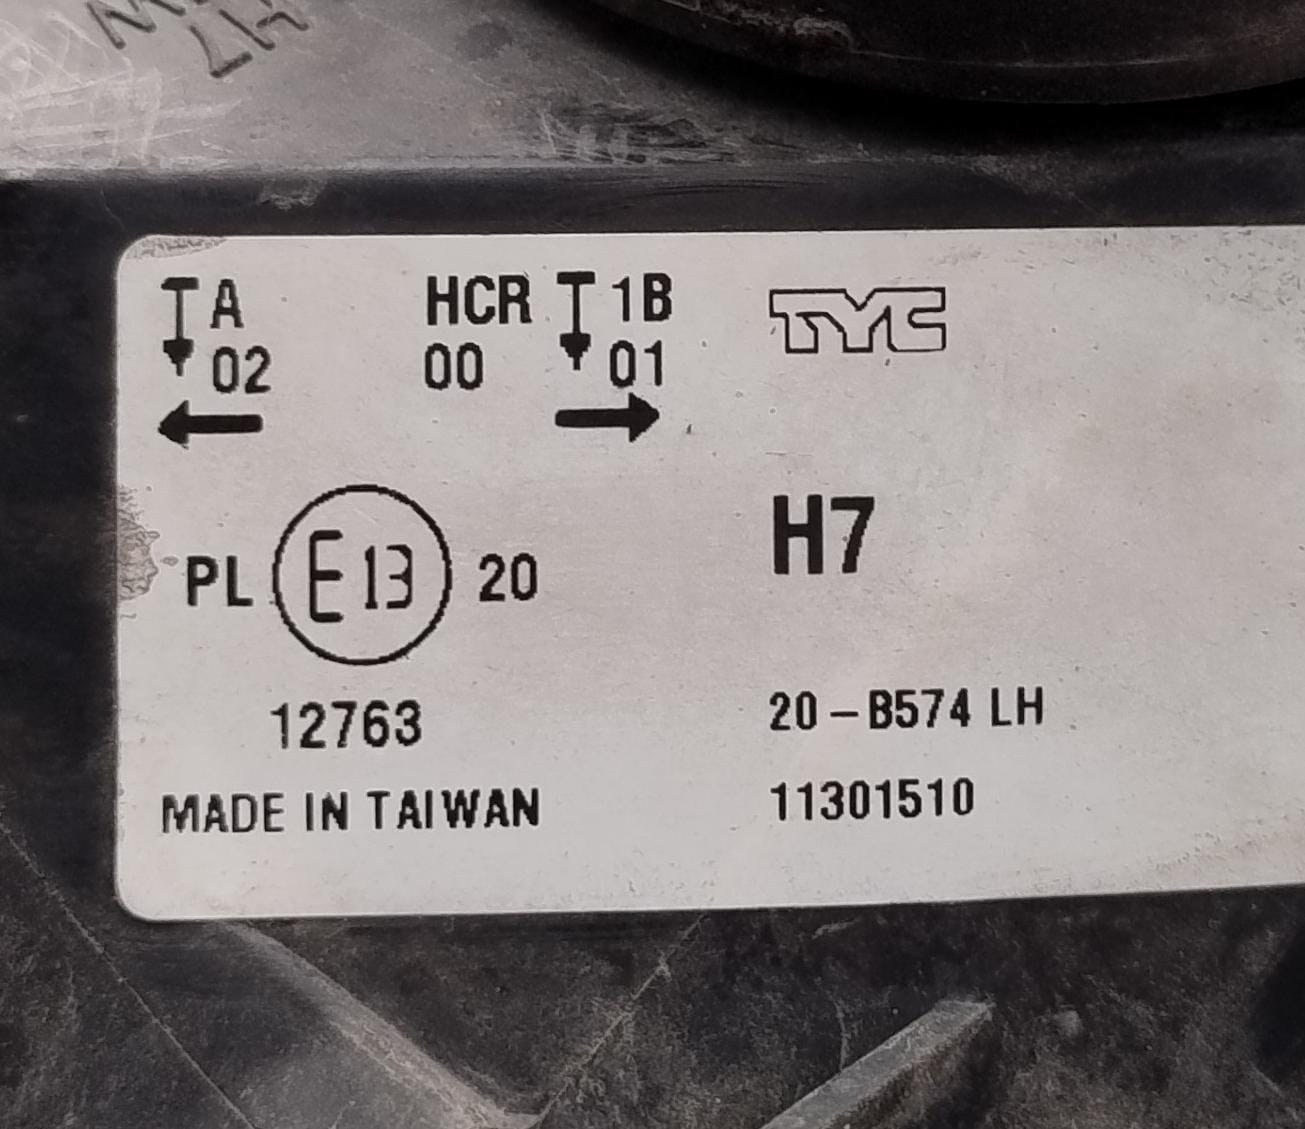 A HCR 1B TYC
02 00 01
PL E13 20 H7
12763 20-B574 LH
MADE IN TAIWAN 11301510